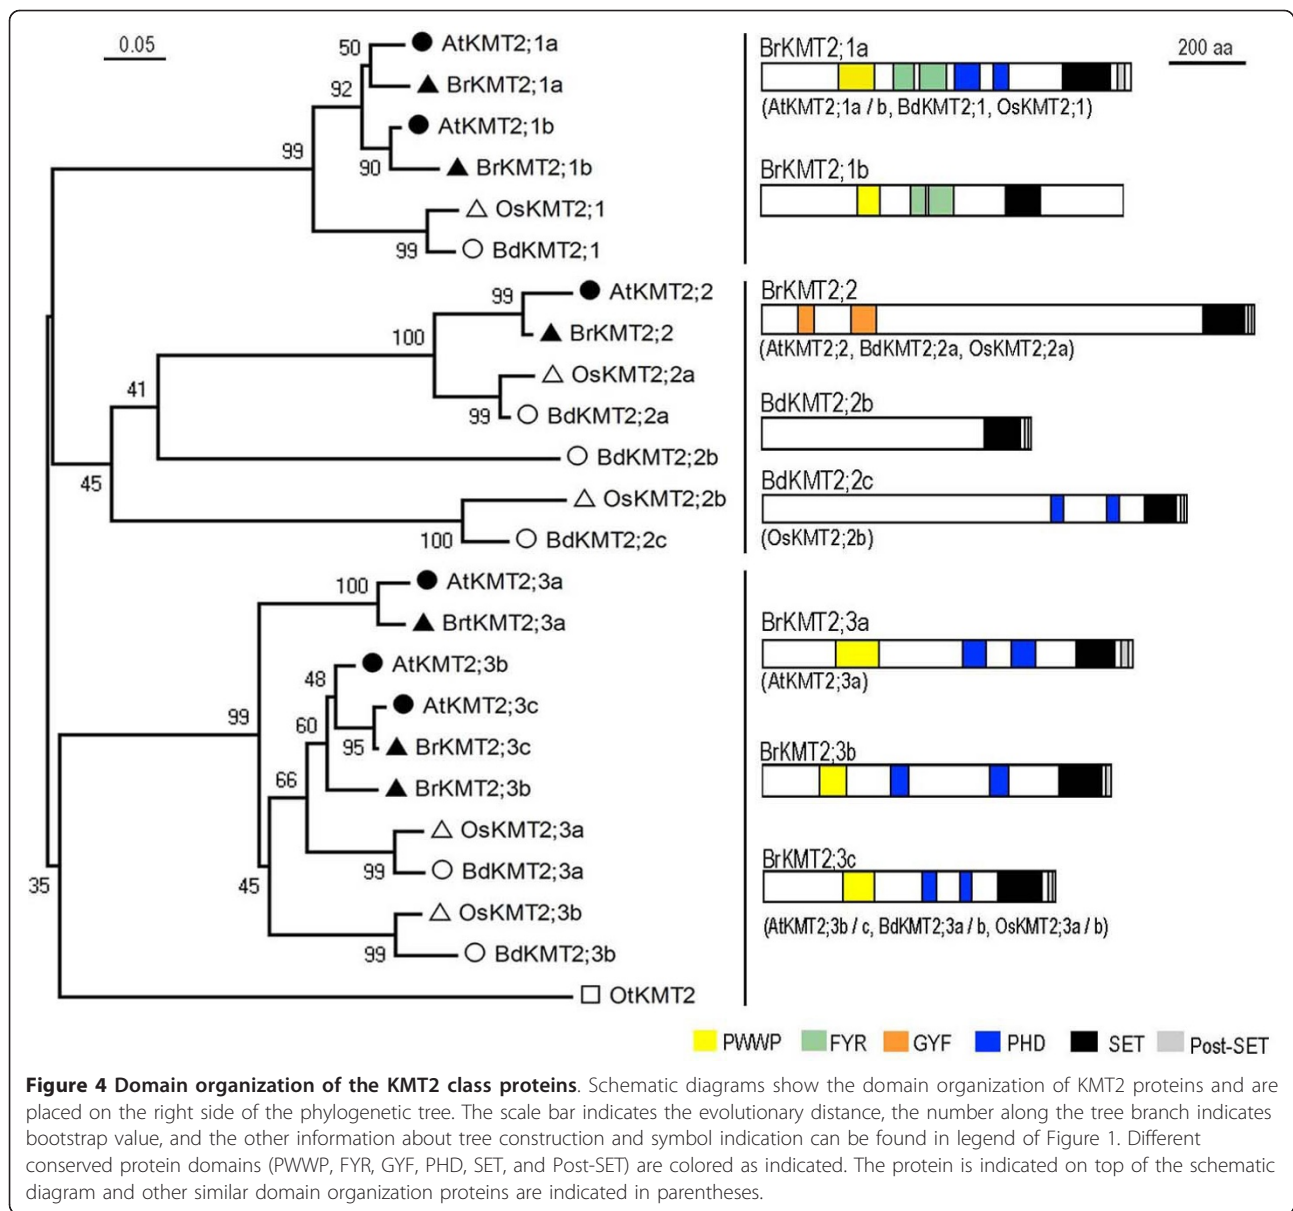 0.05
50
AtKMT2;1a
BrKMT2;1a
92
AtKMT2;1b
99
90
BrKMT2;1b
OsKMT2;1
99
BdKMT2;1
99
AtKMT2;2
BrKMT2;2
100
OsKMT2;2a
41
99
BdKMT2;2a
BdKMT2;2b
45
OsKMT2;2b
100
BdKMT2;2c
100
AtKMT2;3a
BrtKMT2;3a
AtKMT2;3b
48
AtKMT2;3c
99
60
95
BrKMT2;3c
66
BrKMT2;3b
OsKMT2;3a
99
BdKMT2;3a
35
45
OsKMT2;3b
99
BdKMT2;3b
OtKMT2
BrKMT2;1a
200 aa
(AtKMT2;1a / b, BdKMT2;1, OsKMT2;1)
BrKMT2;1b
BrKMT2;2
(AtKMT2;2, BdKMT2;2a, OsKMT2;2a)
BdKMT2;2b
BdKMT2;2c
(OsKMT2;2b)
BrKMT2;3a
(AtKMT2;3a)
BrKMT2;3b
BrKMT2;3c
(AtKMT2;3b / c, BdKMT2;3a / b, OsKMT2;3a / b)
PWWP FYR GYF PHD SET Post-SET
Figure 4 Domain organization of the KMT2 class proteins. Schematic diagrams show the domain organization of KMT2 proteins and are
placed on the right side of the phylogenetic tree. The scale bar indicates the evolutionary distance, the number along the tree branch indicates
bootstrap value, and the other information about tree construction and symbol indication can be found in legend of Figure 1. Different
conserved protein domains (PWWP, FYR, GYF, PHD, SET, and Post-SET) are colored as indicated. The protein is indicated on top of the schematic
diagram and other similar domain organization proteins are indicated in parentheses.